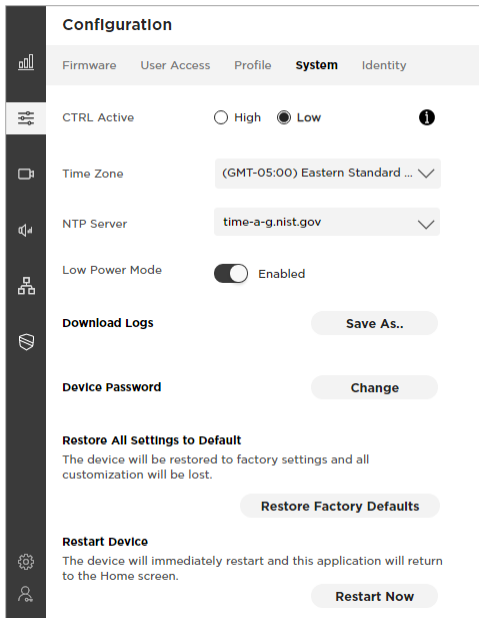 Configuration
Firmware User Access Profile System Identity
CTRL Active High Low
Time Zone (GMT-05:00) Eastern Standard ...
NTP Server time-a-g.nist.gov
Low Power Mode Enabled
Download Logs Save As..
Device Password Change
Restore All Settings to Default
The device will be restored to factory settings and all
customization will be lost.
Restore Factory Defaults
Restart Device
The device will immediately restart and this application will return
to the Home screen.
Restart Now